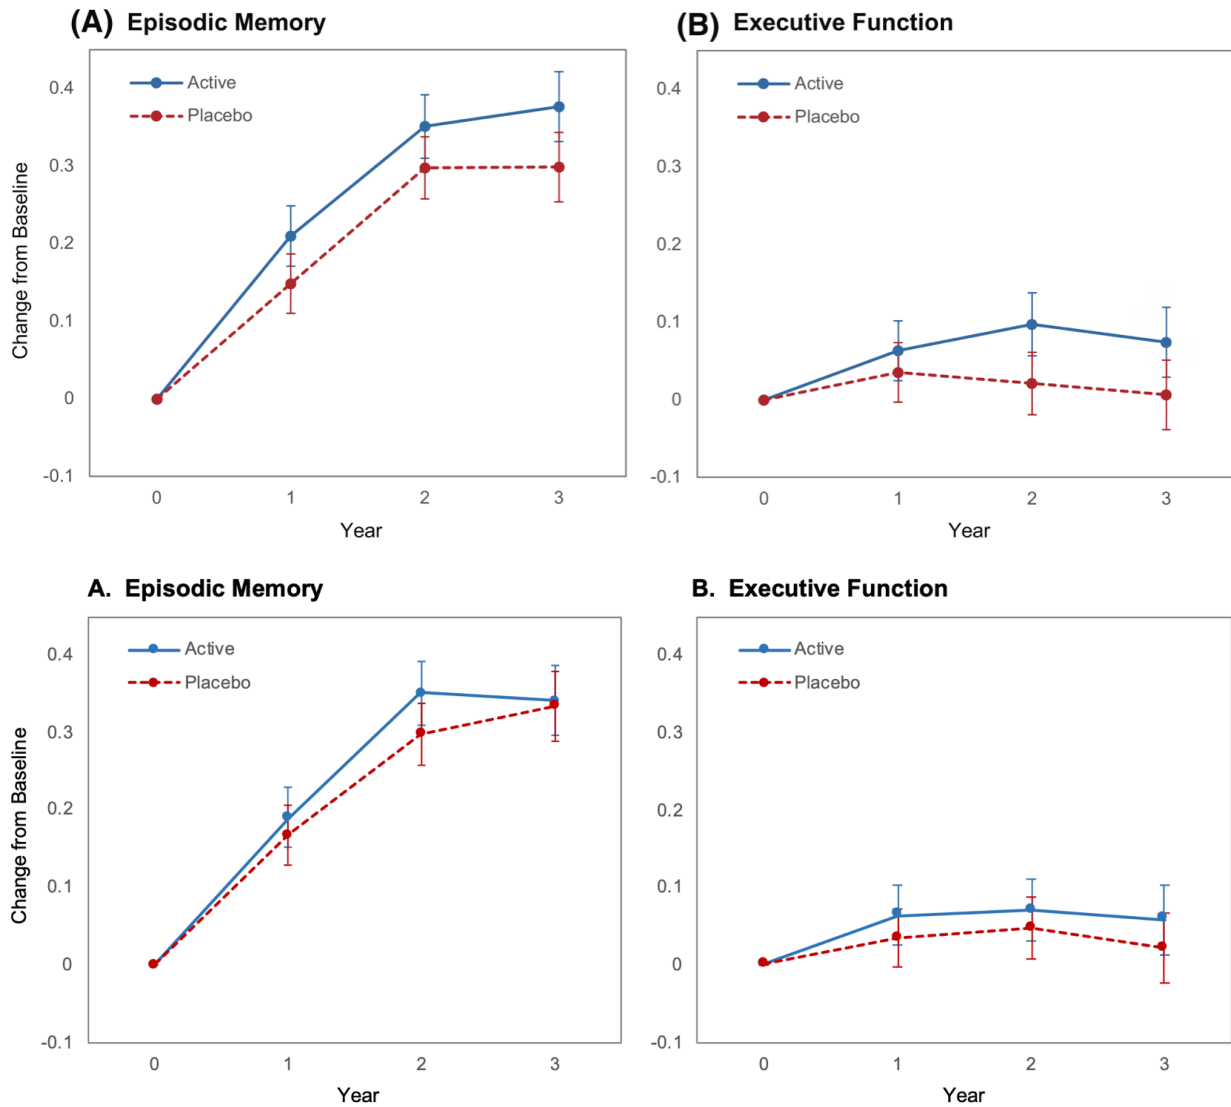 (A) Episodic Memory
Active
Placebo
Change from Baseline
0.4
0.3
0.2
0.1
0
-0.1
0 1 2 3
Year
(B) Executive Function
Active
Placebo
0.4
0.3
0.2
0.1
0
-0.1
0 1 2 3
Year
A. Episodic Memory
Active
Placebo
Change from Baseline
0.4
0.3
0.2
0.1
0
-0.1
0 1 2 3
Year
B. Executive Function
Active
Placebo
0.4
0.3
0.2
0.1
0
-0.1
0 1 2 3
Year